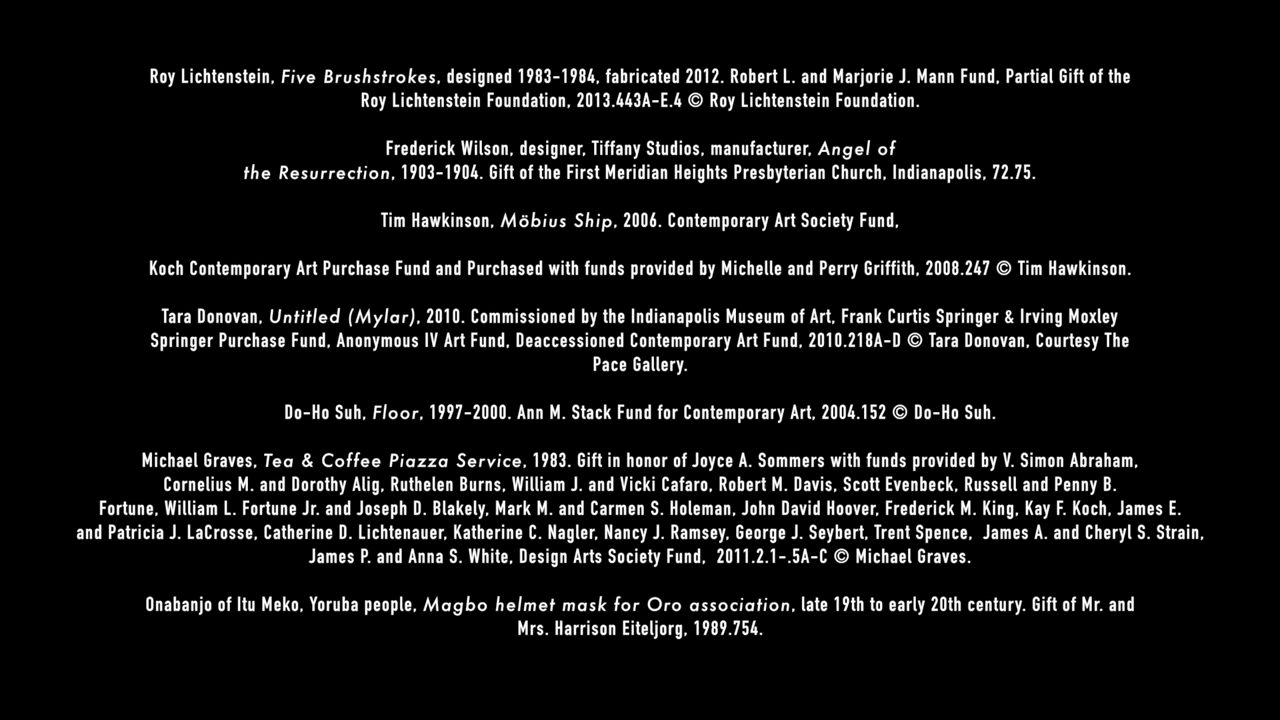 Roy Lichtenstein, Five Brushstrokes, designed 1983-1984, fabricated 2012. Robert L. and Marjorie J. Mann Fund, Partial Gift of the
Roy Lichtenstein Foundation, 2013.443A-E.4 © Roy Lichtenstein Foundation.
Frederick Wilson, designer, Tiffany Studios, manufacturer, Angel of
the Resurrection, 1903-1904. Gift of the First Meridian Heights Presbyterian Church, Indianapolis, 72.75.
Tim Hawkinson, Möbius Ship, 2006. Contemporary Art Society Fund,
Koch Contemporary Art Purchase Fund and Purchased with funds provided by Michelle and Perry Griffith, 2008.247 © Tim Hawkinson.
Tara Donovan, Untitled (Mylar), 2010. Commissioned by the Indianapolis Museum of Art, Frank Curtis Springer & Irving Moxley
Springer Purchase Fund, Anonymous IV Art Fund, Deaccessioned Contemporary Art Fund, 2010.218A-D © Tara Donovan, Courtesy The
Pace Gallery.
Do-Ho Suh, Floor, 1997-2000. Ann M. Stack Fund for Contemporary Art, 2004.152 © Do-Ho Suh.
Michael Graves, Tea & Coffee Piazza Service, 1983. Gift in honor of Joyce A. Sommers with funds provided by V. Simon Abraham,
Cornelius M. and Dorothy Alig, Ruthelen Burns, William J. and Vicki Cafaro, Robert M. Davis, Scott Evenbeck, Russell and Penny B.
Fortune, William L. Fortune Jr. and Joseph D. Blakely, Mark M. and Carmen S. Holeman, John David Hoover, Frederick M. King, Kay F. Koch, James E.
and Patricia J. LaCrosse, Catherine D. Lichtenauer, Katherine C. Nagler, Nancy J. Ramsey, George J. Seybert, Trent Spence,  James A. and Cheryl S. Strain,
James P. and Anna S. White, Design Arts Society Fund,  2011.2.1-.5A-C © Michael Graves.
Onabanjo of Itu Meko, Yoruba people, Magbo helmet mask for Oro association, late 19th to early 20th century. Gift of Mr. and
Mrs. Harrison Eiteljorg, 1989.754.